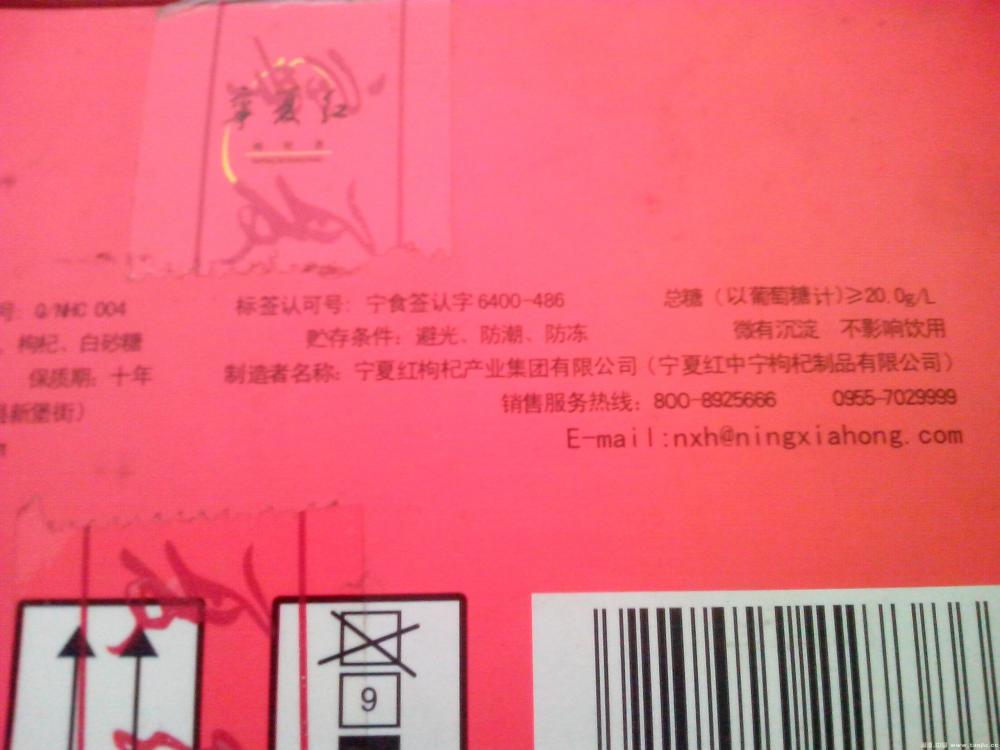 宁夏红
号: Q/NHC 004 标签认可号: 宁食签认字6400-486 总糖(以葡萄糖计)≥20.0g/L
、枸杞、白砂糖 贮存条件: 避光、防潮、防冻 微有沉淀 不影响饮用
保质期: 十年 制造者名称: 宁夏红枸杞产业集团有限公司(宁夏红中宁枸杞制品有限公司)
县新堡街) 销售服务热线: 800-8925666 0955-7029999
E-mail:nxh@ningxiahong.com
9